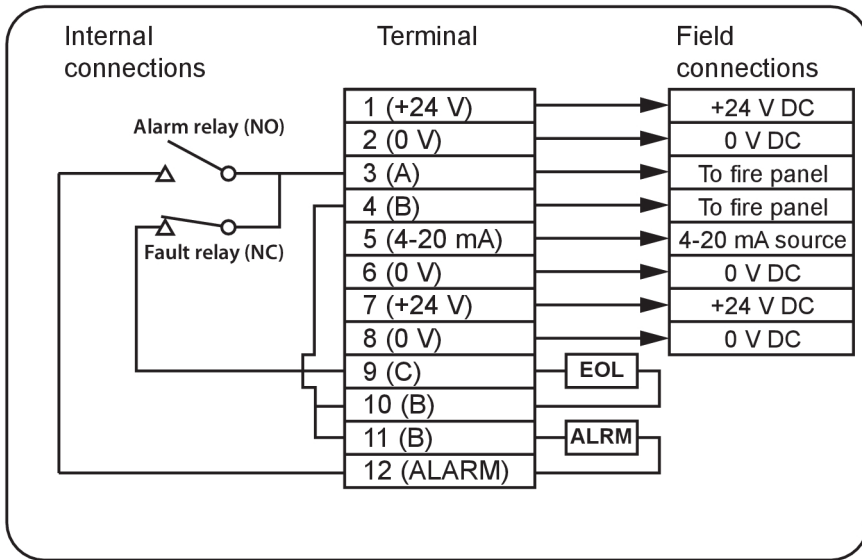 Internal
connections
Terminal
Field
connections
Alarm relay (NO)
Fault relay (NC)
1 (+24 V)
+24 V DC
2 (0 V)
0 V DC
3 (A)
To fire panel
4 (B)
To fire panel
5 (4-20 mA)
4-20 mA source
6 (0 V)
0 V DC
7 (+24 V)
+24 V DC
8 (0 V)
0 V DC
9 (C)
EOL
10 (B)
11 (B)
ALRM
12 (ALARM)